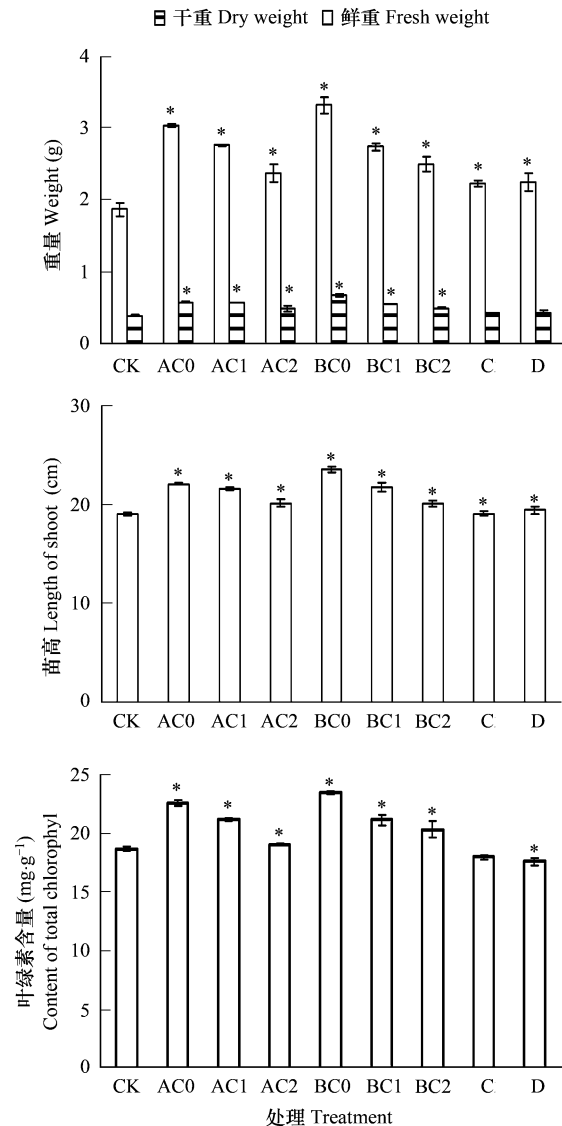 干重 Dry weight 鲜重 Fresh weight
重量 Weight (g)
4
3
2
1
0
* * * * * * * *
* * * * * *
CK AC0 AC1 AC2 BC0 BC1 BC2 C D
苗高 Length of shoot (cm)
30
20
10
0
* * * * * * * *
CK AC0 AC1 AC2 BC0 BC1 BC2 C D
叶绿素含量 (mg·g⁻¹)
Content of total chlorophyl
25
20
15
10
5
0
* * * * * * *
CK AC0 AC1 AC2 BC0 BC1 BC2 C D
处理 Treatment